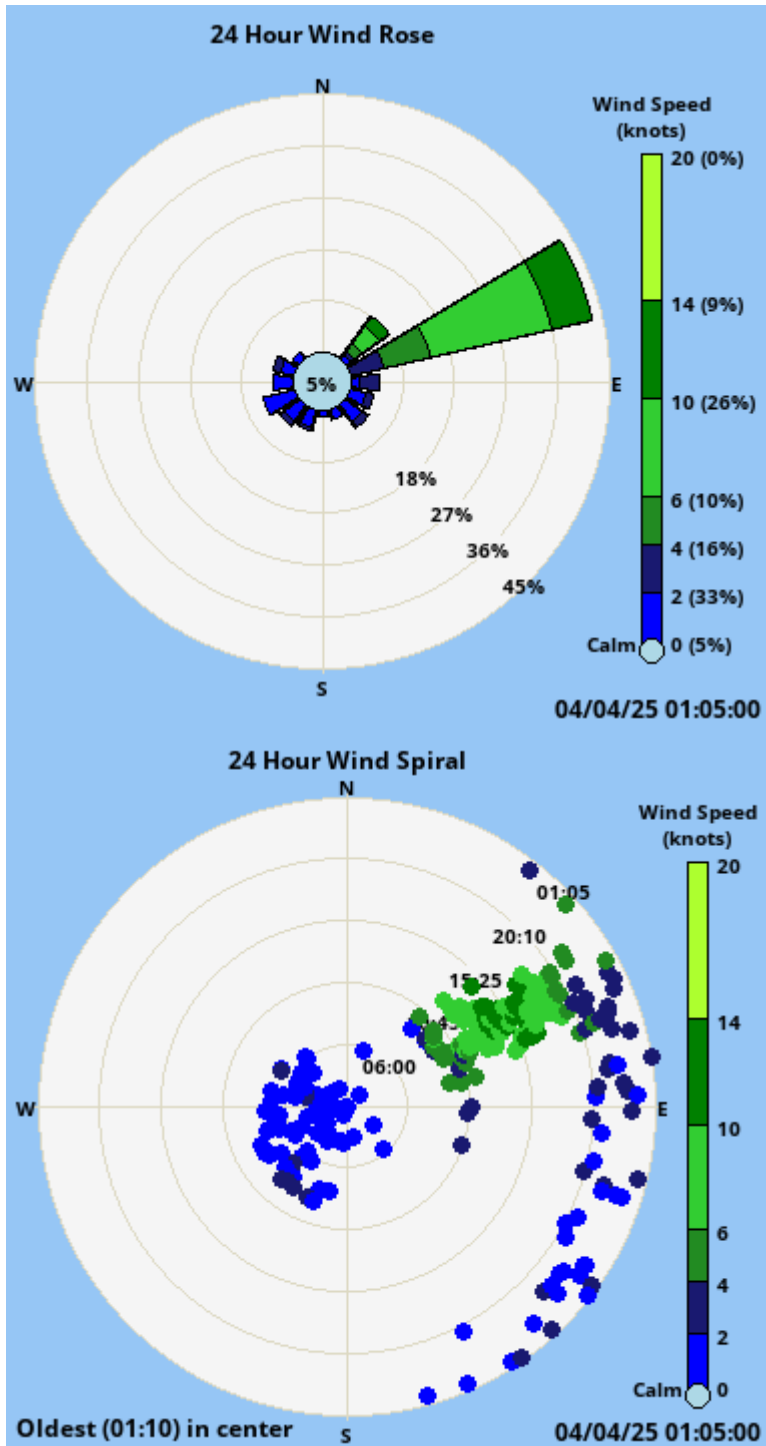 24 Hour Wind Rose
N
Wind Speed
(knots)
20 (0%)
14 (9%)
W
5%
E
10 (26%)
18%
6 (10%)
27%
4 (16%)
36%
2 (33%)
45%
Calm
0 (5%)
S
04/04/25 01:05:00
24 Hour Wind Spiral
N
Wind Speed
(knots)
20
01:05
20:10
15:25
14
06:00
W
E
10
6
4
2
Calm
0
Oldest (01:10) in center
S
04/04/25 01:05:00